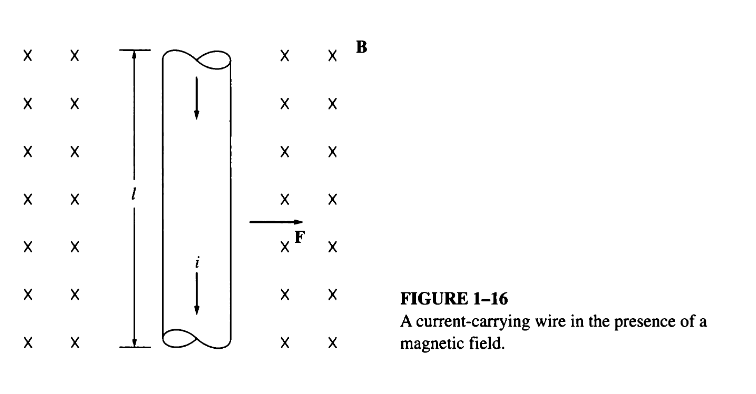 x x x x B
x x x x
x x x x
l x x x x
F
x x x x
i
x x x x
x x x x
FIGURE 1–16
A current-carrying wire in the presence of a
magnetic field.